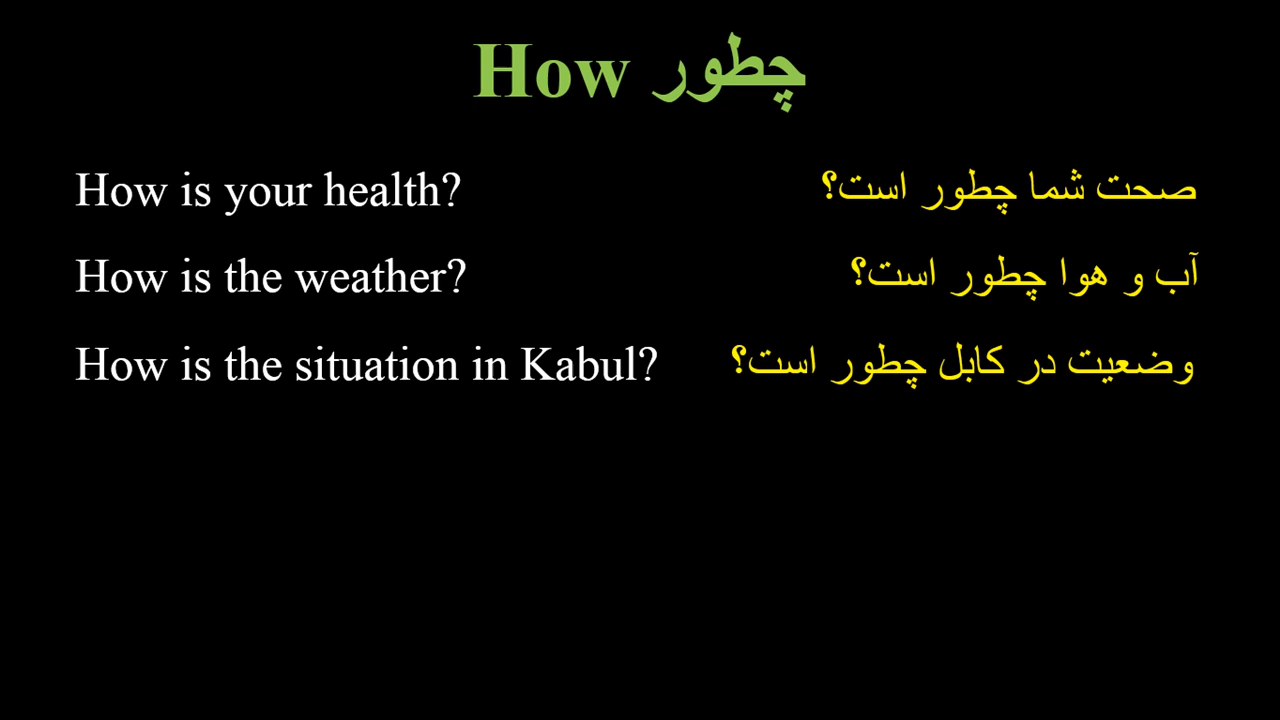 How چطور
How is your health? صحت شما چطور است؟
How is the weather? آب و هوا چطور است؟
How is the situation in Kabul? وضعیت در کابل چطور است؟